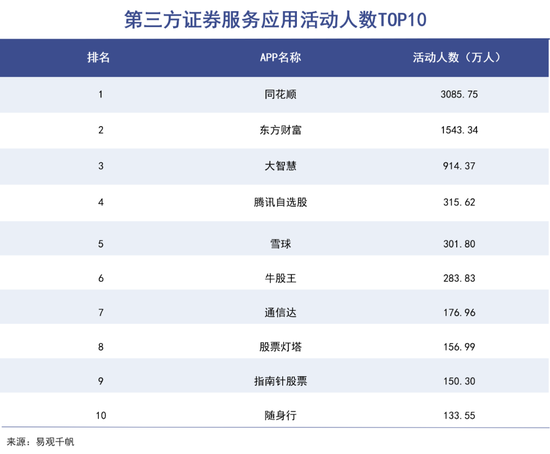 第三方证券服务应用活动人数TOP10
排名 APP名称 活动人数（万人）
1 同花顺 3085.75
2 东方财富 1543.34
3 大智慧 914.37
4 腾讯自选股 315.62
5 雪球 301.80
6 牛股王 283.83
7 通信达 176.96
8 股票灯塔 156.99
9 指南针股票 150.30
10 随身行 133.55
来源：易观千帆